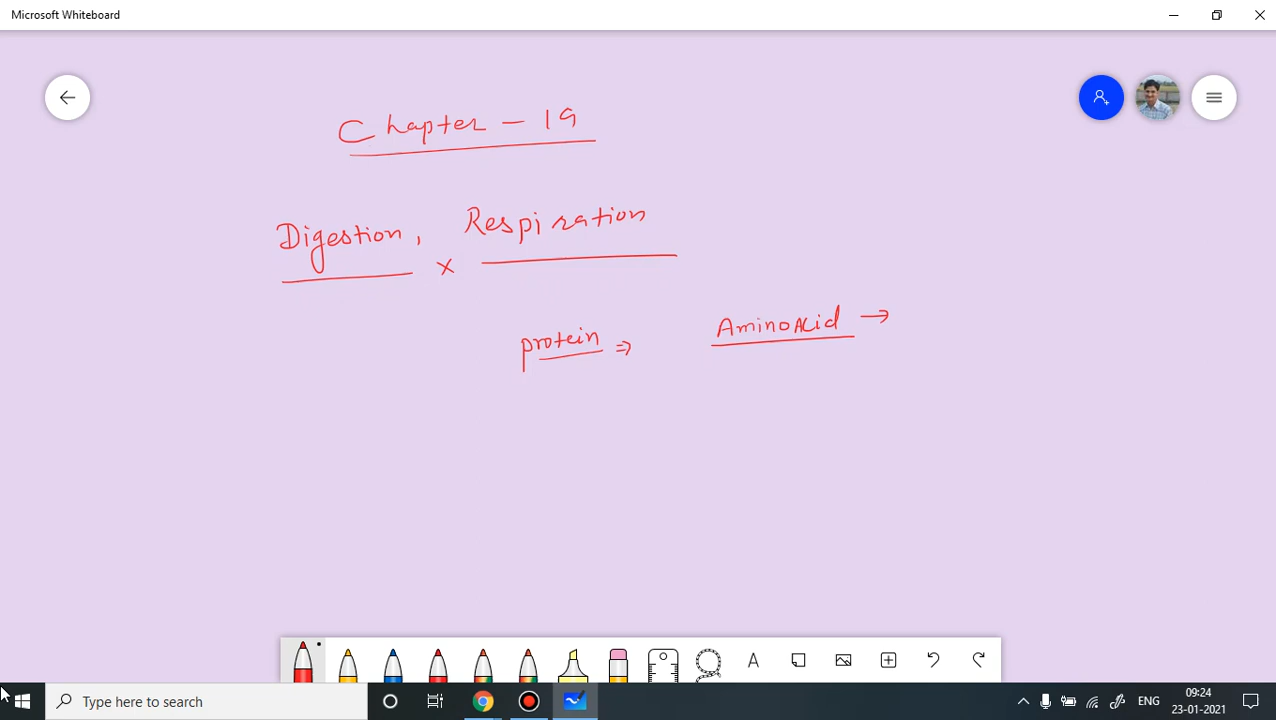 Microsoft Whiteboard
Chapter - 19
Digestion, Respiration
x
protein ⇒ AminoAcid →
A
Type here to search
ENG
09:24
23-01-2021